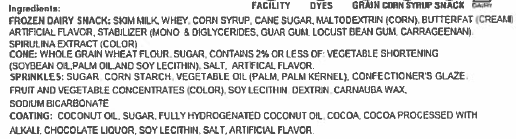 FACILITY DYES GRAIN CORN SYRUP SNACK DAIRY
Ingredients:
FROZEN DAIRY SNACK: SKIM MILK, WHEY, CORN SYRUP, CANE SUGAR, MALTODEXTRIN (CORN), BUTTERFAT (CREAM)
ARTIFICIAL FLAVOR, STABILIZER (MONO & DIGLYCERIDES, GUAR GUM, LOCUST BEAN GUM, CARRAGEENAN).
SPIRULINA EXTRACT (COLOR)
CONE: WHOLE GRAIN WHEAT FLOUR, SUGAR, CONTAINS 2% OR LESS OF: VEGETABLE SHORTENING
(SOYBEAN OIL, PALM OIL AND SOY LECITHIN), SALT, ARTIFICIAL FLAVOR.
SPRINKLES: SUGAR, CORN STARCH, VEGETABLE OIL (PALM, PALM KERNEL), CONFECTIONER'S GLAZE,
FRUIT AND VEGETABLE CONCENTRATES (COLOR), SOY LECITHIN, DEXTRIN, CARNAUBA WAX,
SODIUM BICARBONATE
COATING: COCONUT OIL, SUGAR, FULLY HYDROGENATED COCONUT OIL, COCOA, COCOA PROCESSED WITH
ALKALI, CHOCOLATE LIQUOR, SOY LECITHIN, SALT, ARTIFICIAL FLAVOR.